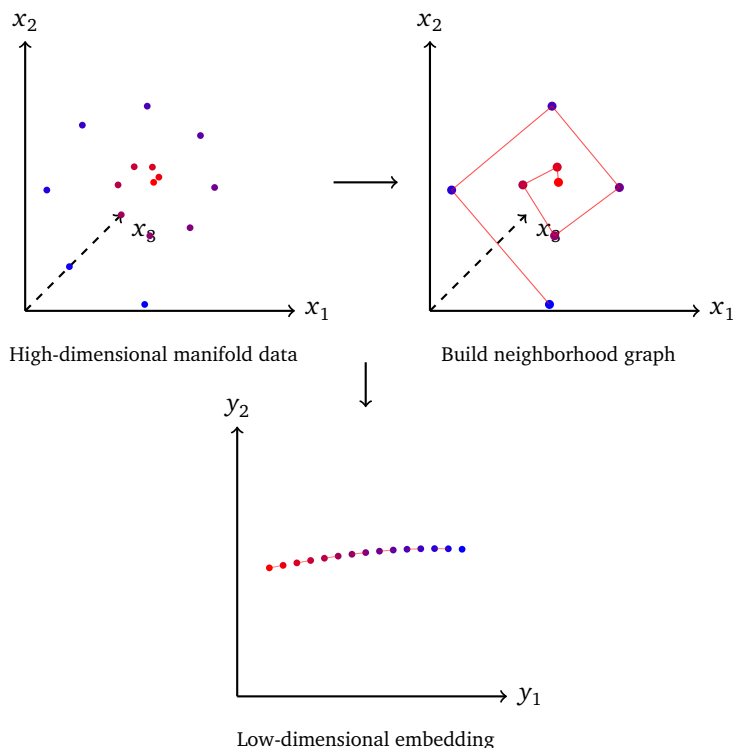 x₂
x₃
x₁
High-dimensional manifold data
x₂
x₃
x₁
Build neighborhood graph
y₂
y₁
Low-dimensional embedding